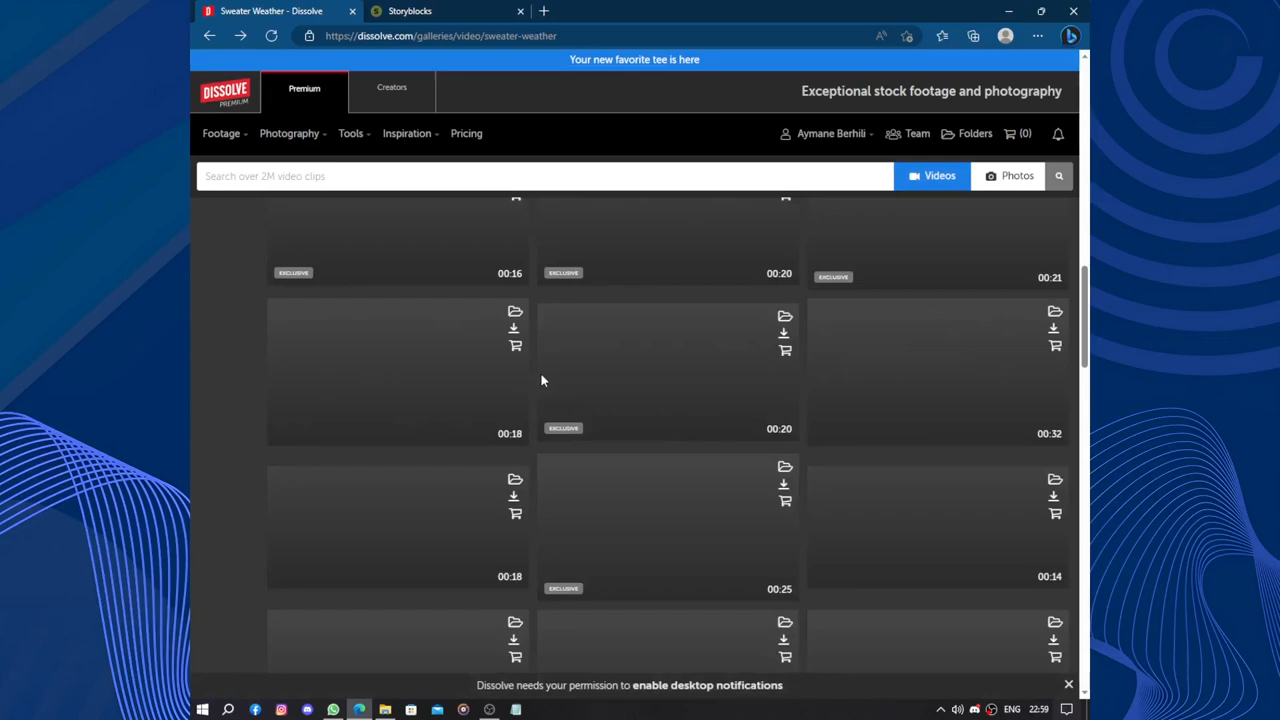 Sweater Weather - Dissolve
Storyblocks
https://dissolve.com/galleries/video/sweater-weather
Your new favorite tee is here
DISSOLVE
PREMIUM
Premium
Creators
Exceptional stock footage and photography
Footage
Photography
Tools
Inspiration
Pricing
Aymane Berhili
Team
Folders
(0)
Search over 2M video clips
Videos
Photos
EXCLUSIVE
00:16
EXCLUSIVE
00:20
EXCLUSIVE
00:21
00:18
EXCLUSIVE
00:20
00:32
00:18
EXCLUSIVE
00:25
00:14
Dissolve needs your permission to enable desktop notifications
ENG
22:59